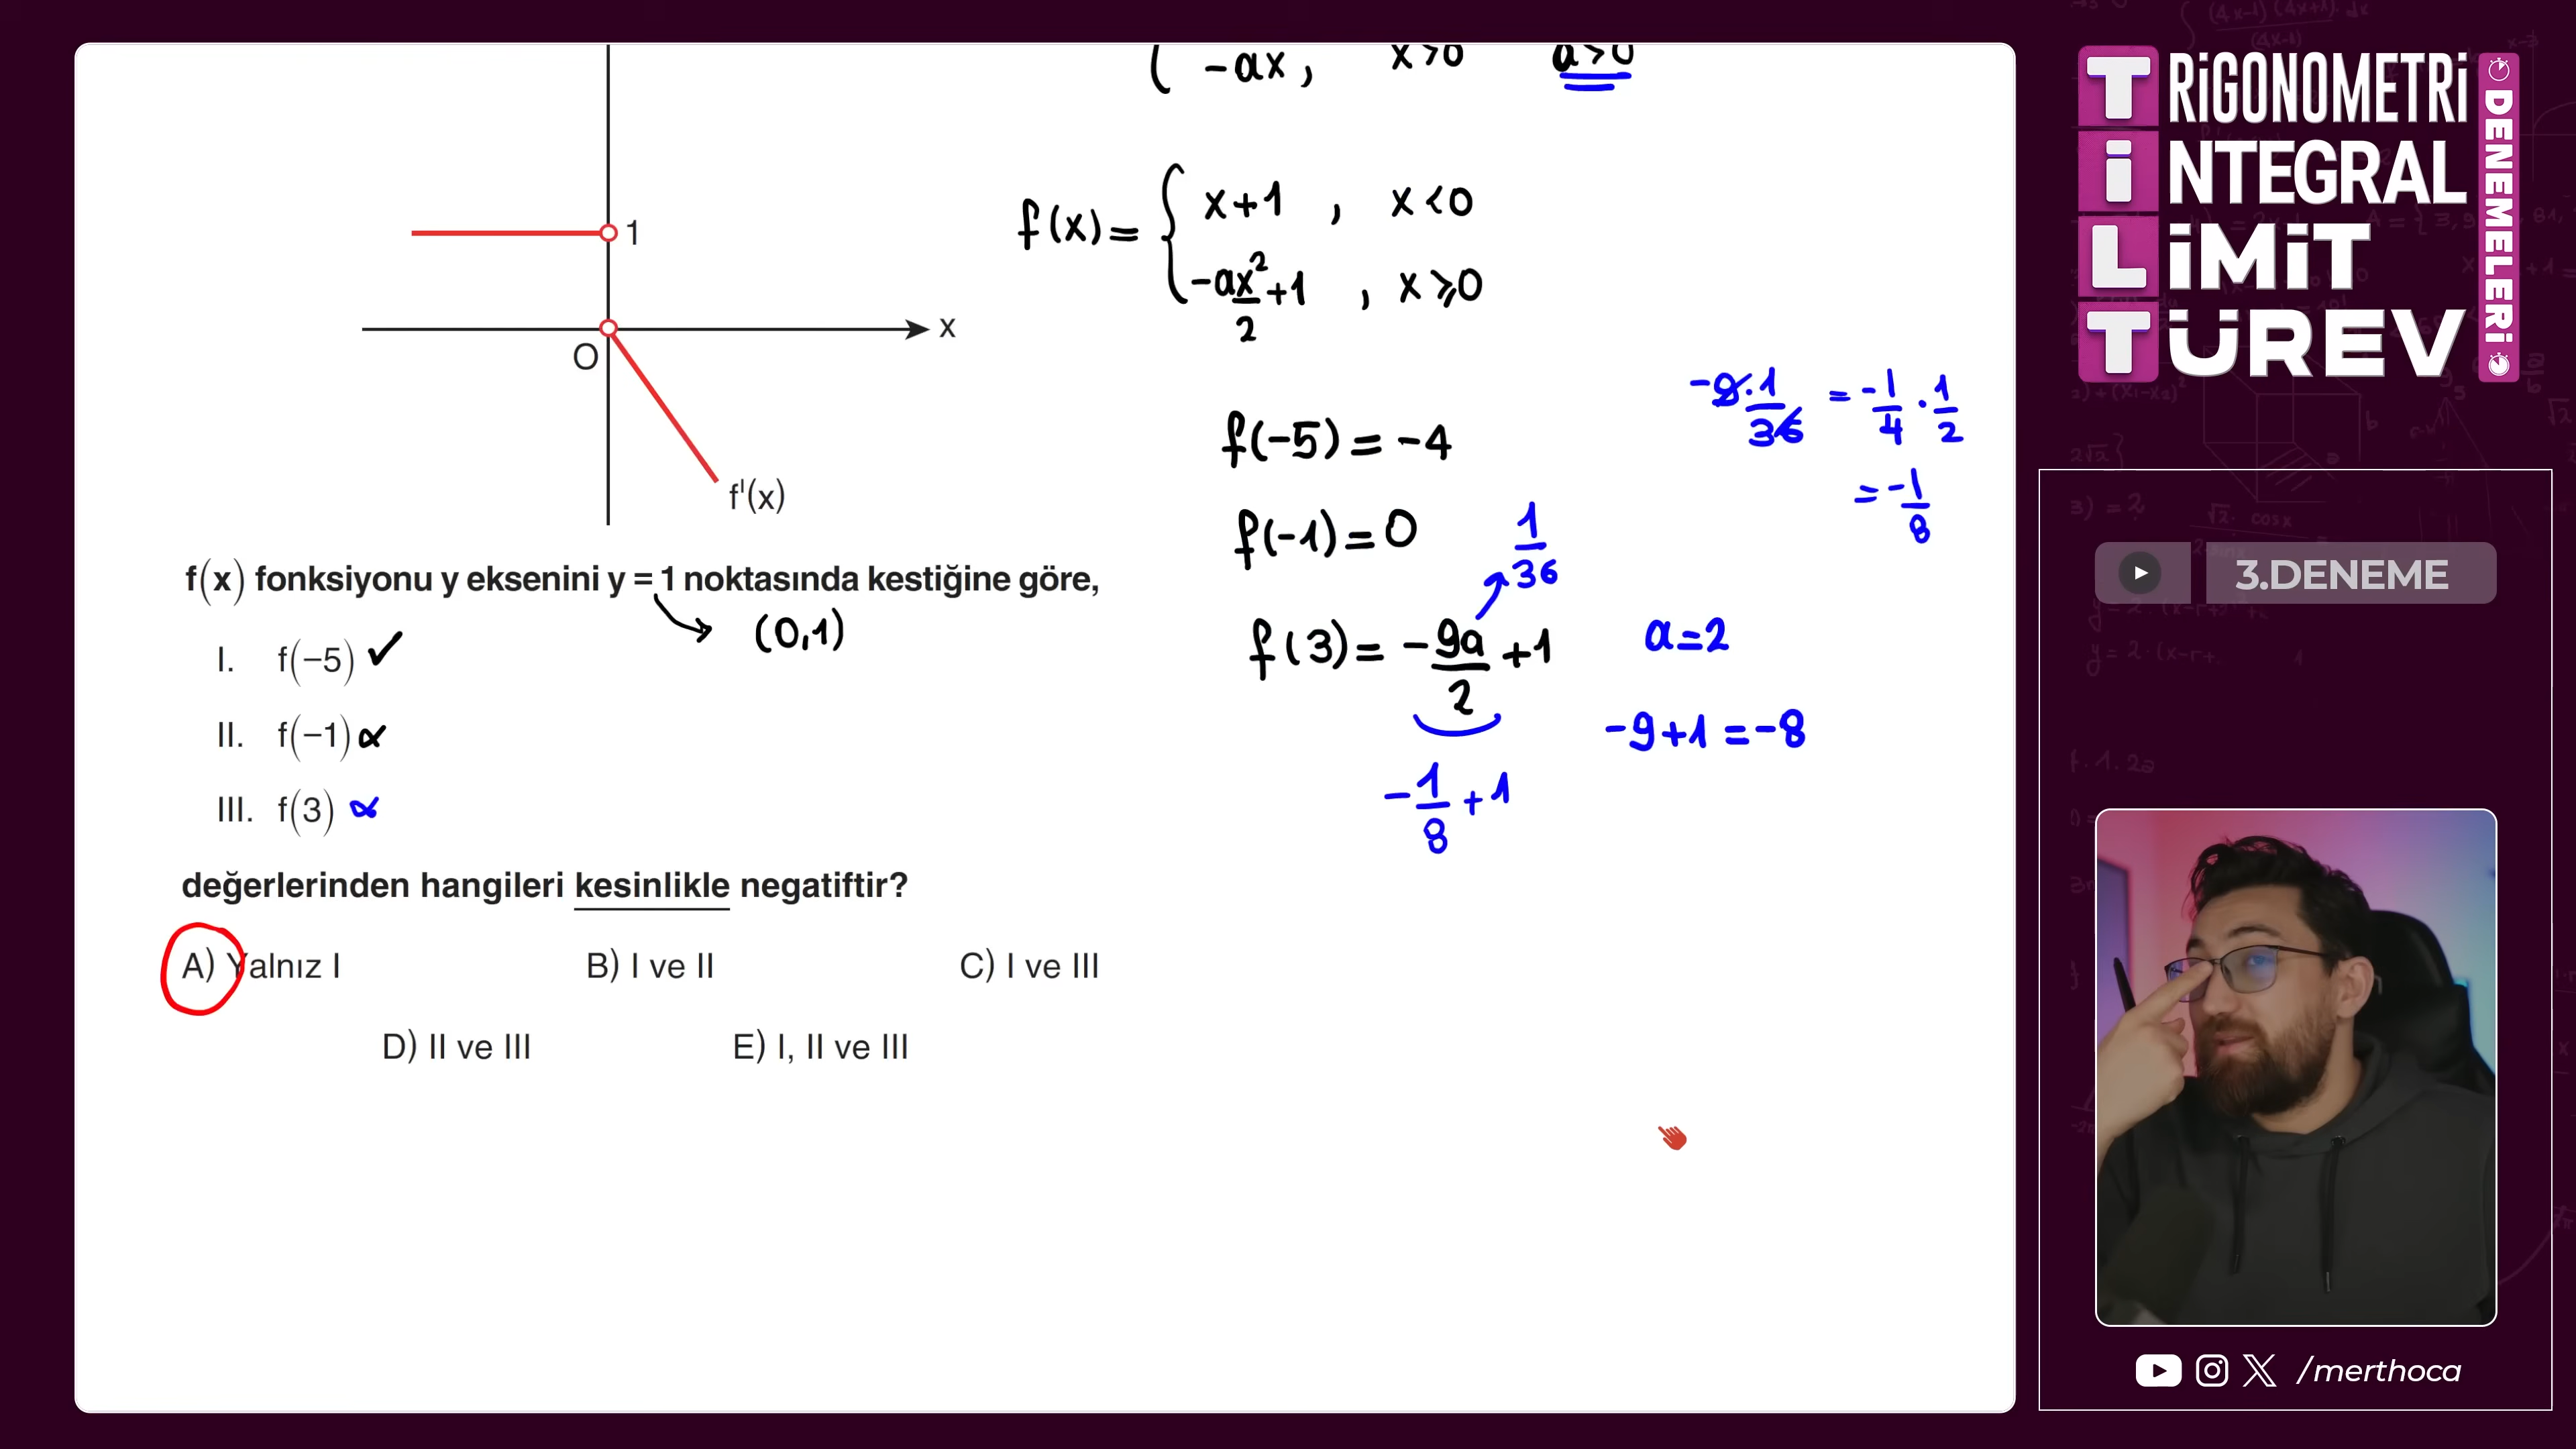 -ax, x>0 a>0
1
f(x)= { x+1 , x<0
-ax²/2+1 , x⩾0
x
O
f'(x)
-9.1/36 = -1/4 . 1/2
= -1/8
f(-5) = -4
f(-1) = 0
1/36
f(x) fonksiyonu y eksenini y = 1 noktasında kestiğine göre,
(0,1)
f(3) = -9a/2 +1
a=2
I. f(−5) ✓
II. f(−1)
-9+1 = -8
-1/8 +1
III. f(3)
değerlerinden hangileri kesinlikle negatiftir?
A) Yalnız I B) I ve II C) I ve III
D) II ve III E) I, II ve III
TRiGONOMETRi
iNTEGRAL
LiMiT
TÜREV
DENEMELERi
3.DENEME
/merthoca